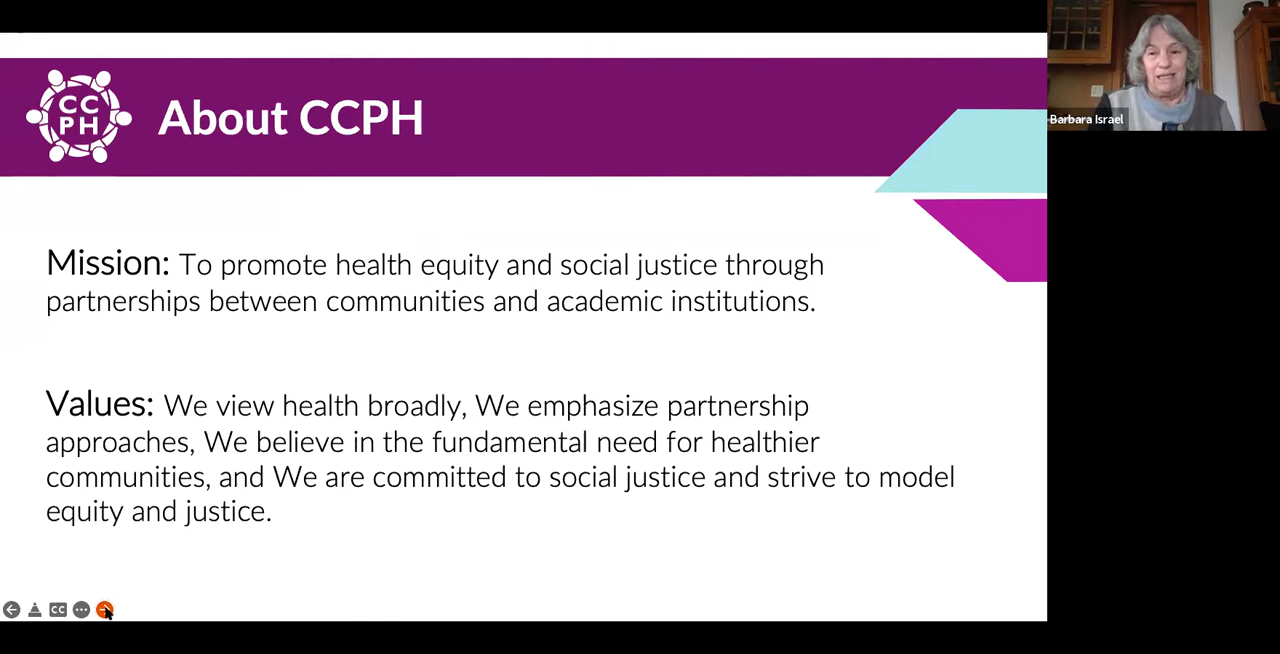 CC
PH
About CCPH
Barbara Israel
Mission: To promote health equity and social justice through
partnerships between communities and academic institutions.
Values: We view health broadly, We emphasize partnership
approaches, We believe in the fundamental need for healthier
communities, and We are committed to social justice and strive to model
equity and justice.
CC